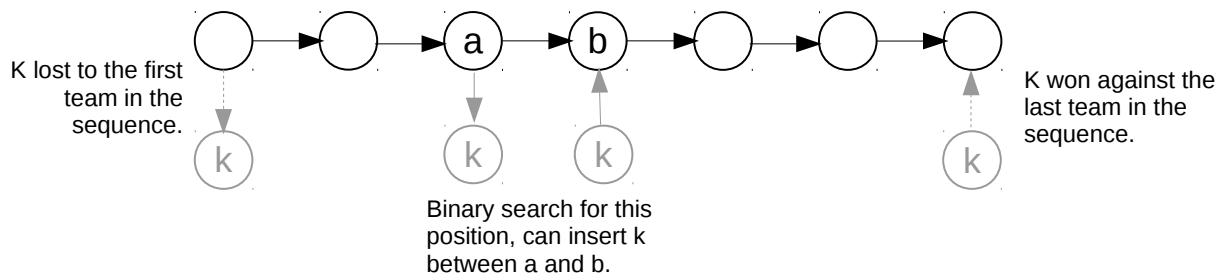 a
b
K lost to the first
team in the
sequence.
K won against the
last team in the
sequence.
k
k
k
k
Binary search for this
position, can insert k
between a and b.